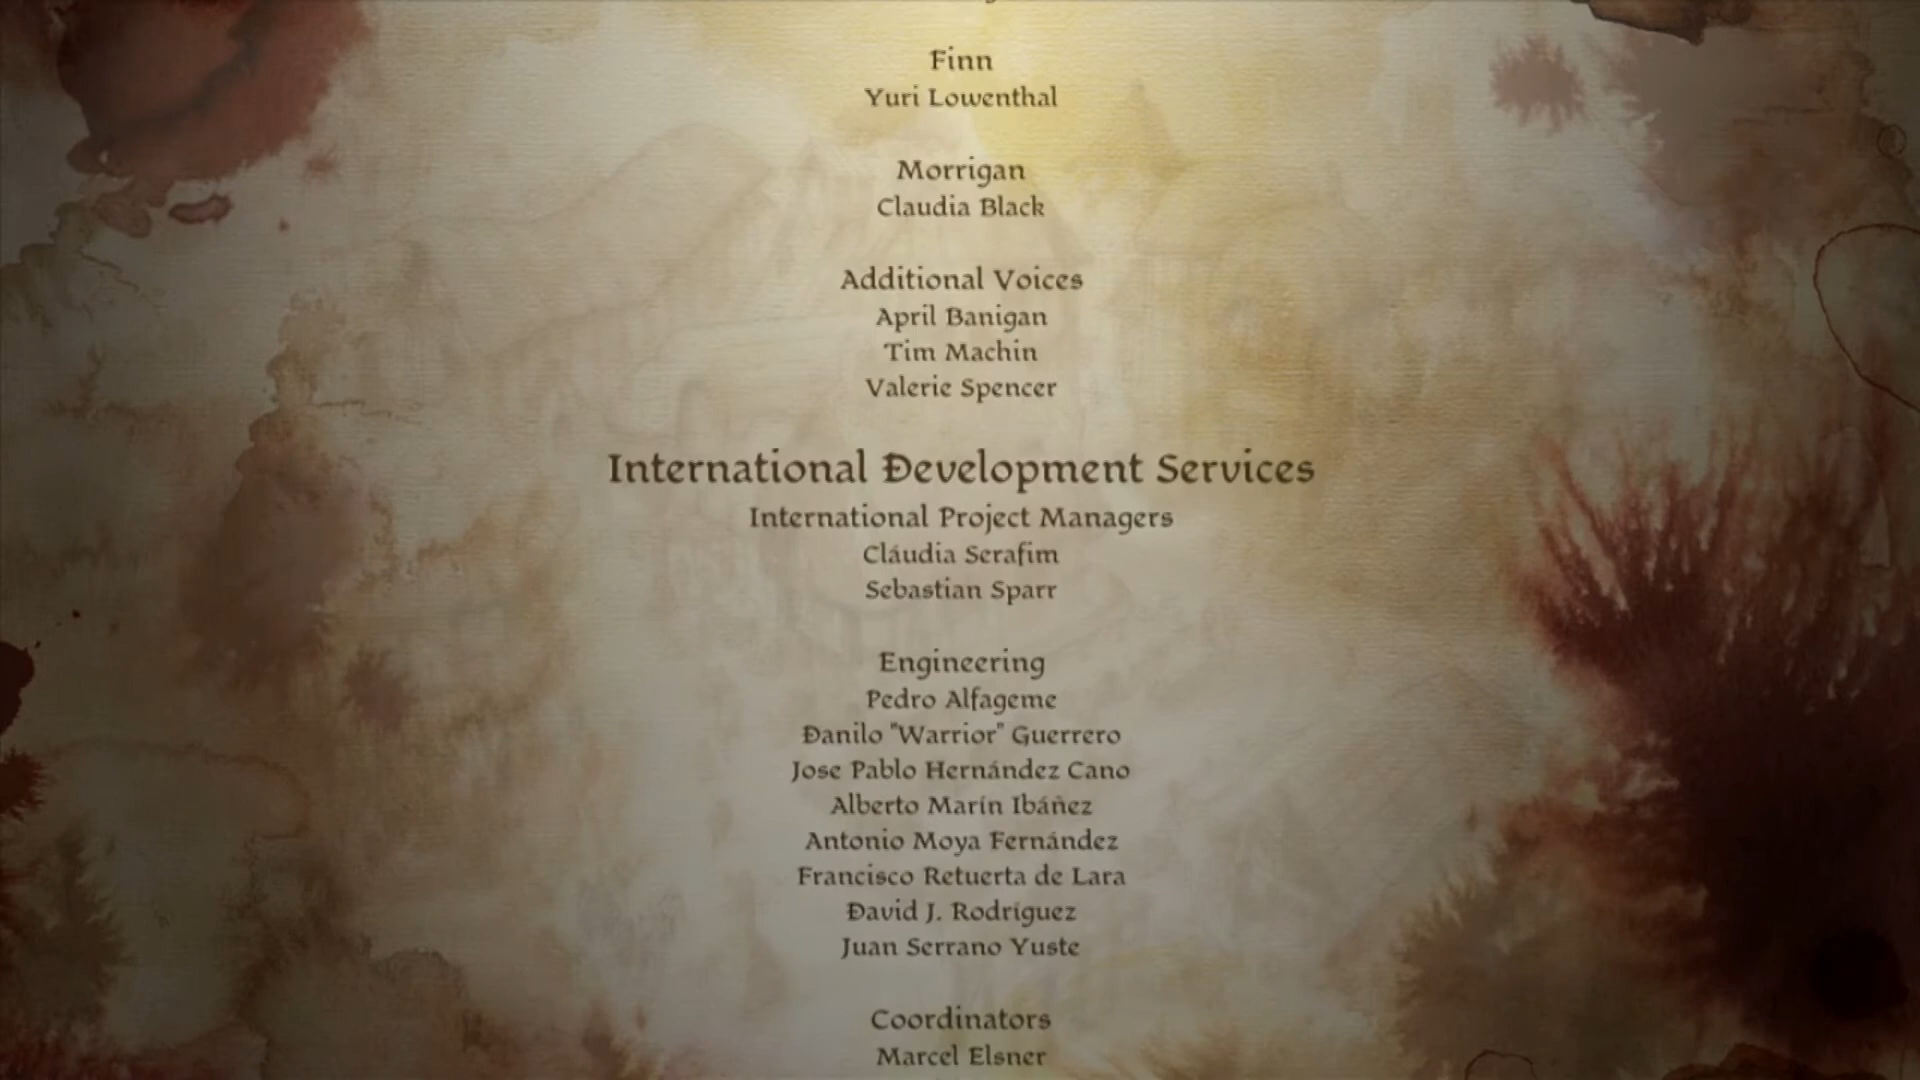 Finn
Yuri Lowenthal
Morrigan
Claudia Black
Additional Voices
April Banigan
Tim Machin
Valerie Spencer
International Development Services
International Project Managers
Cláudia Serafim
Sebastian Sparr
Engineering
Pedro Alfageme
Danilo "Warrior" Guerrero
Jose Pablo Hernández Cano
Alberto Marín Ibáñez
Antonio Moya Fernández
Francisco Retuerta de Lara
David J. Rodríguez
Juan Serrano Yuste
Coordinators
Marcel Elsner